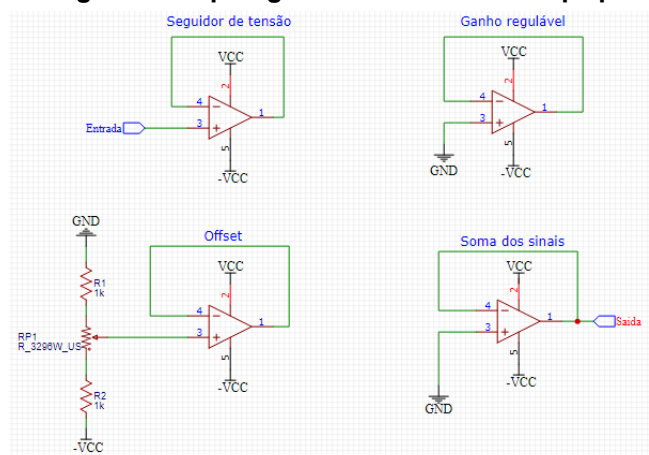 Seguidor de tensão
VCC
2
4
1
3
Entrada
5
-VCC
Ganho regulável
VCC
2
4
1
3
5
GND
-VCC
GND
R1
1k
RP1
R_3296W_US
R2
1k
-VCC
Offset
VCC
2
4
1
3
5
-VCC
Soma dos sinais
VCC
2
4
1
Saida
3
5
GND
-VCC